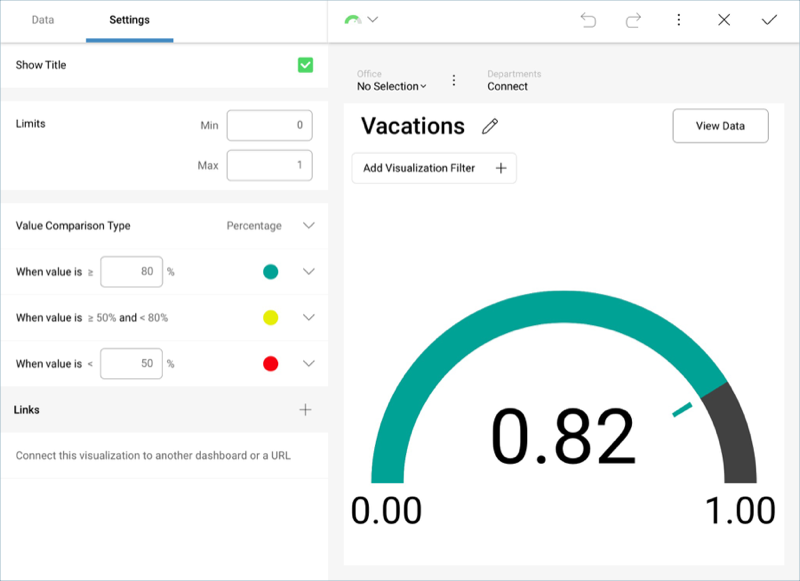 Data Settings
Show Title
Limits Min 0
Max 1
Value Comparison Type Percentage
When value is ≥ 80 %
When value is ≥ 50% and < 80%
When value is < 50 %
Links
Connect this visualization to another dashboard or a URL
Office Departments
No Selection Connect
Vacations View Data
Add Visualization Filter
0.82
0.00 1.00